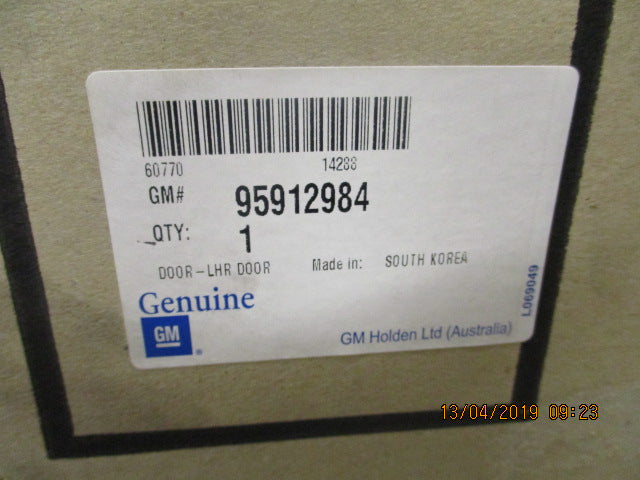 60770 14288
GM# 95912984
QTY: 1
DOOR-LHR DOOR Made in: SOUTH KOREA
Genuine
GM
GM Holden Ltd (Australia)
L069049
13/04/2019 09:23